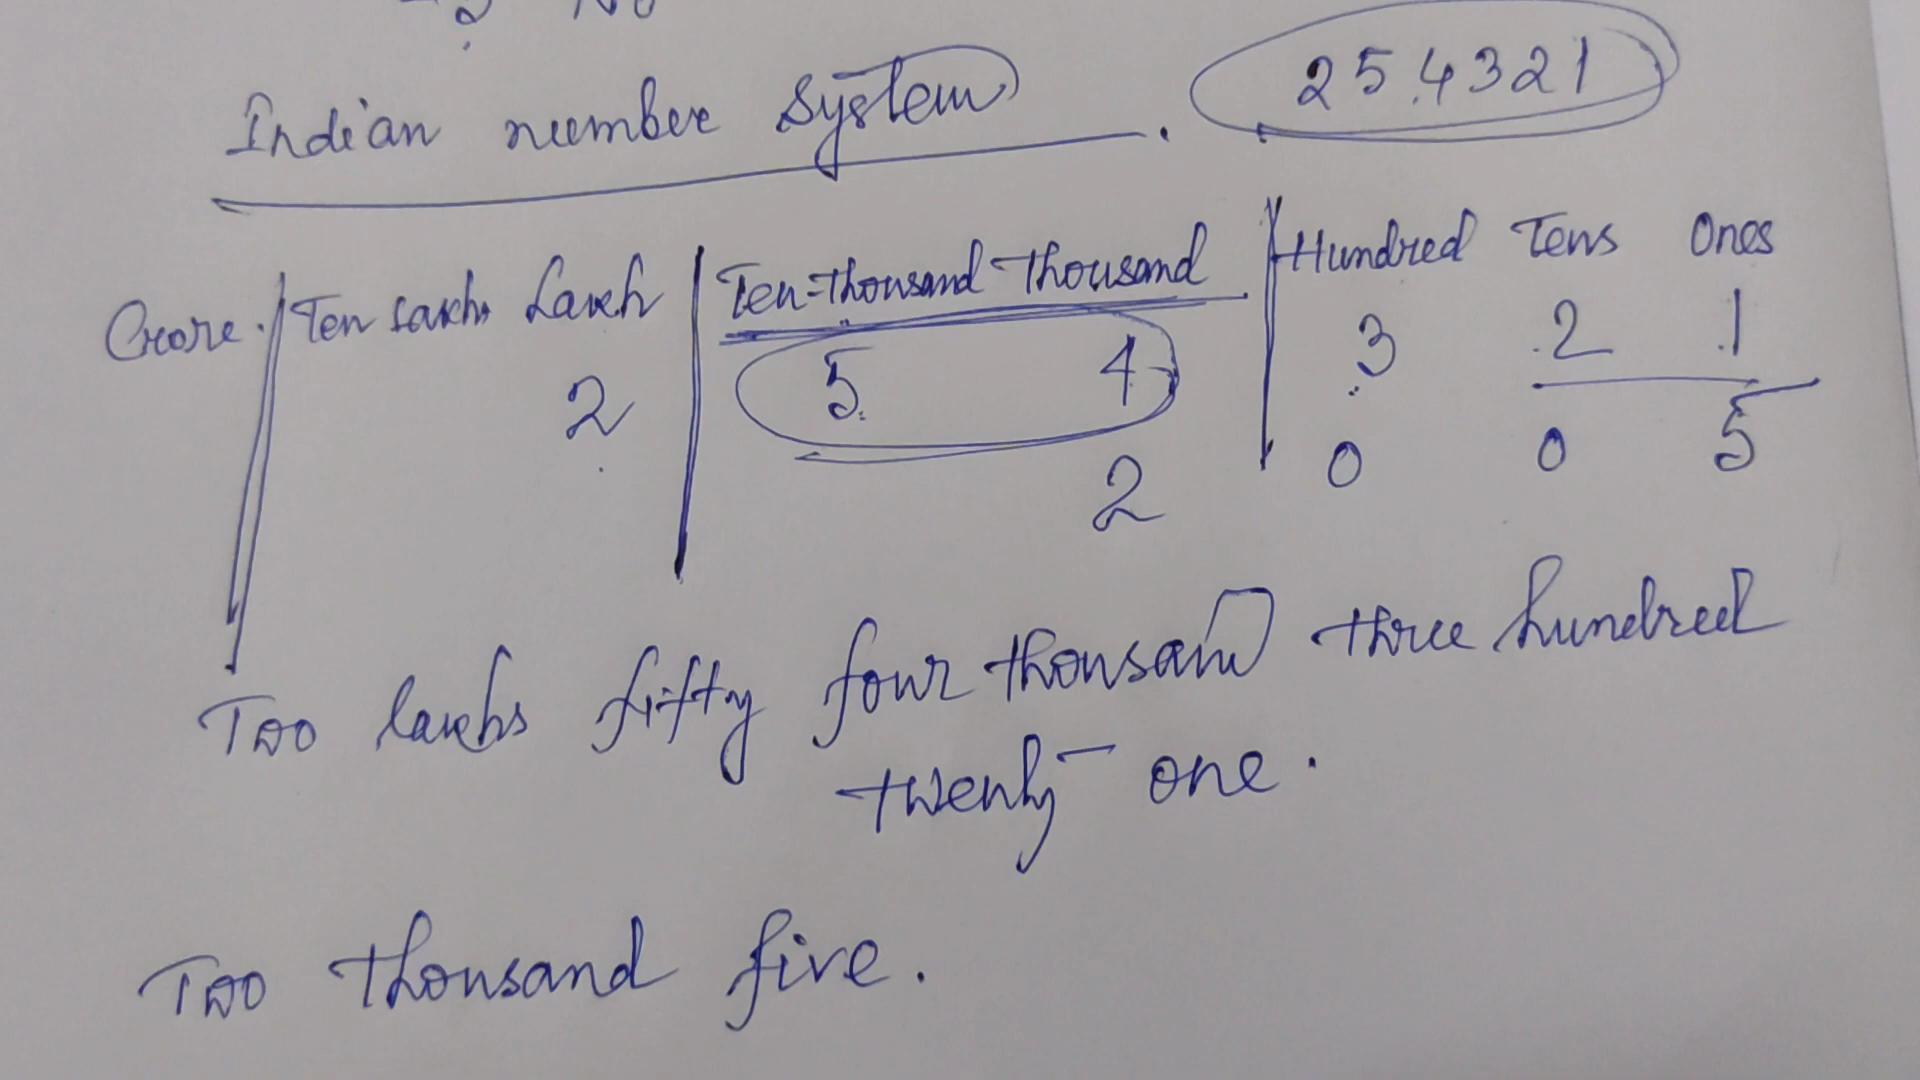 Indian number system. 254321
Crore Ten Lakhs Lakh Ten-Thousand Thousand Hundred Tens Ones
2 5 4 3 2 1
2 0 0 5
Two lakhs fifty four thousand three hundred
twenty-one.
Two thousand five.